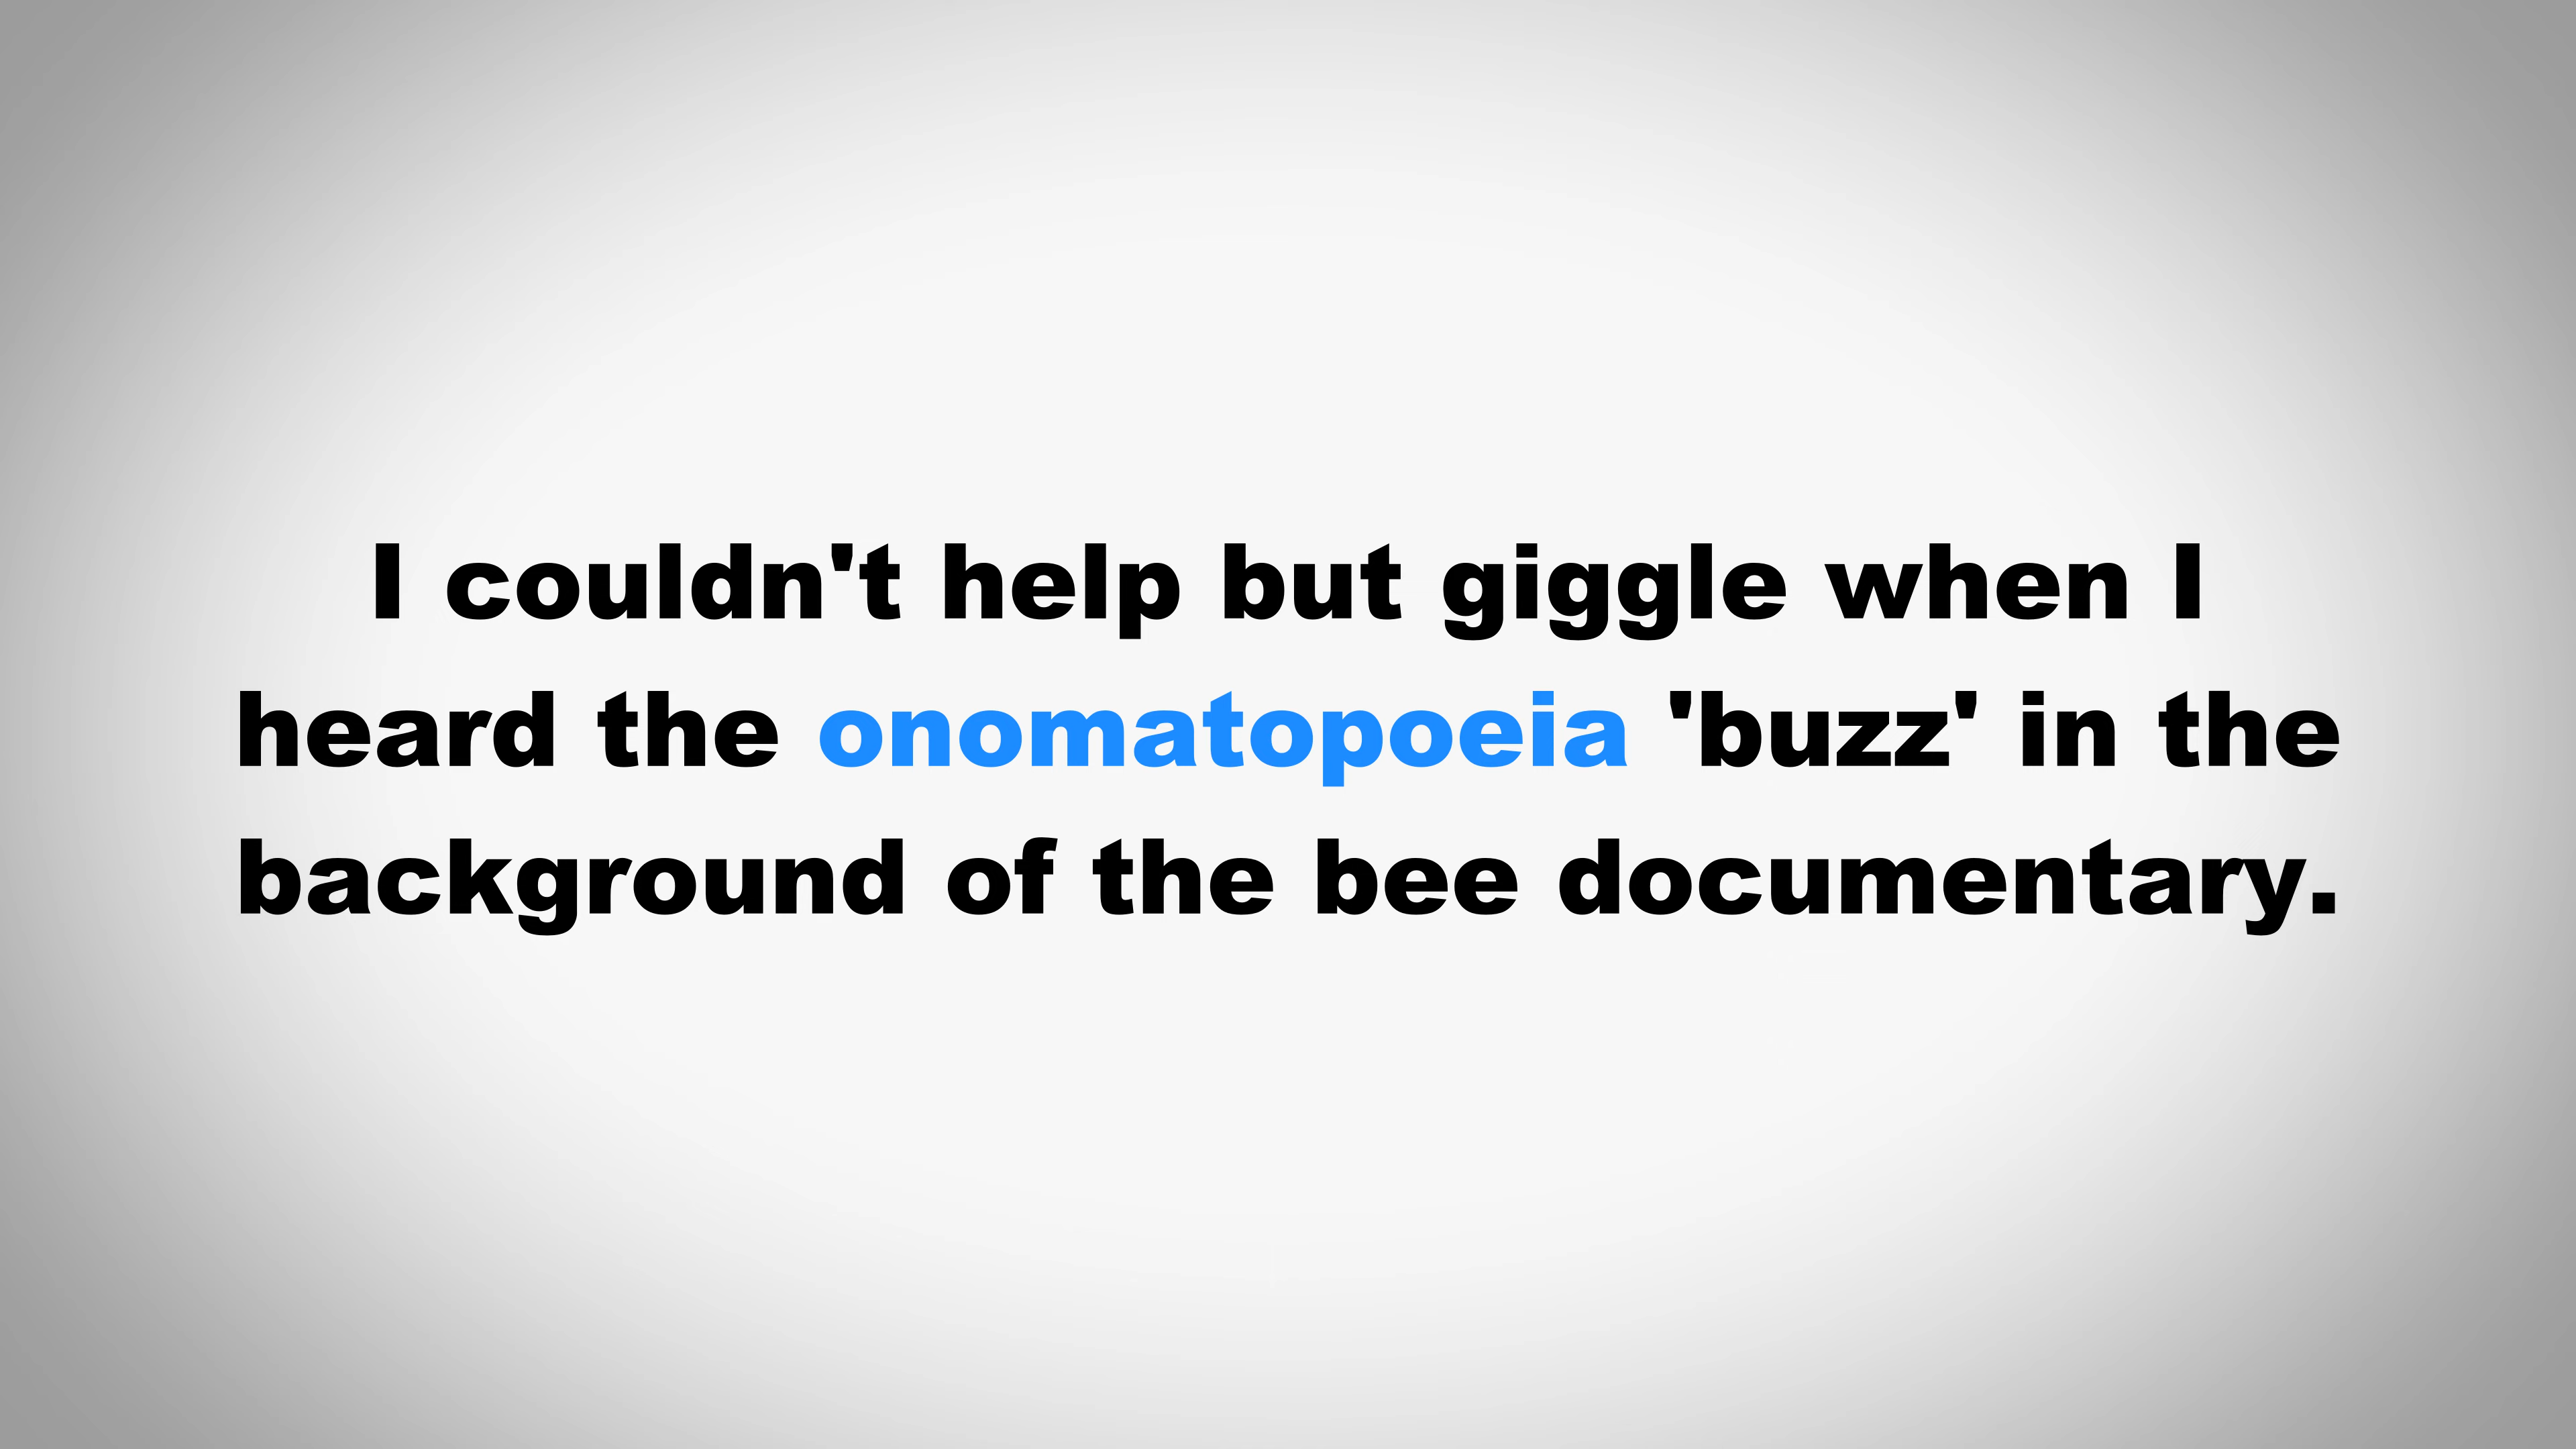 I couldn't help but giggle when I
heard the onomatopoeia 'buzz' in the
background of the bee documentary.